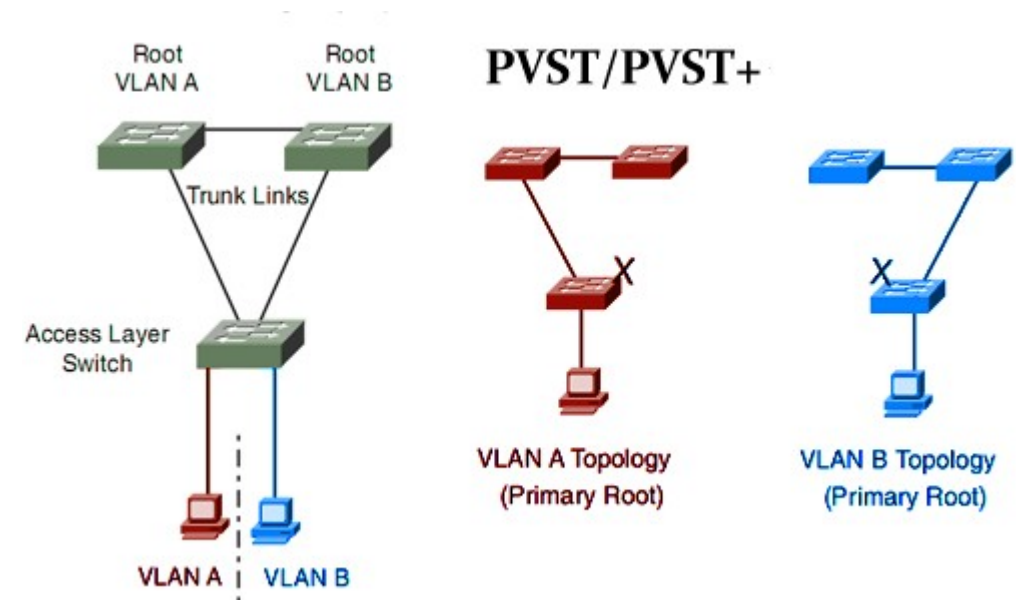 Root
VLAN A
Root
VLAN B
PVST/PVST+
Trunk Links
Access Layer
Switch
X
X
VLAN A Topology
(Primary Root)
VLAN B Topology
(Primary Root)
VLAN A
VLAN B